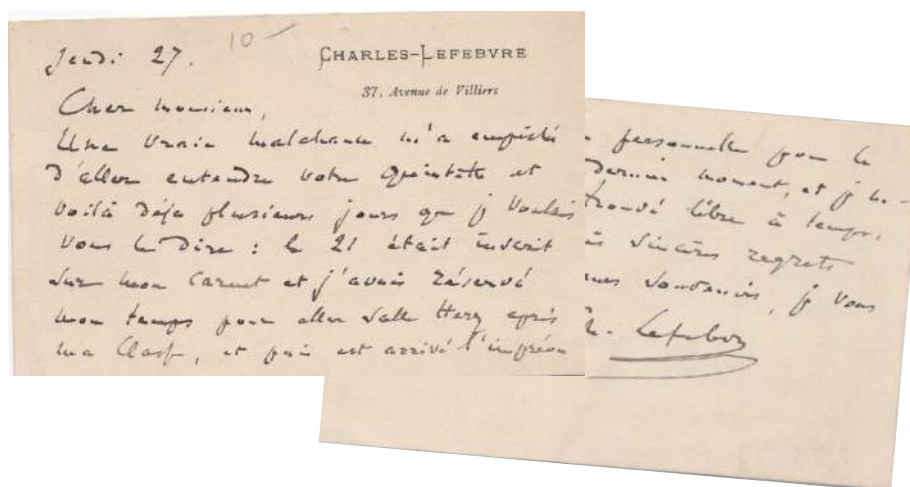 Jeudi 27.
10 —
CHARLES-LEFEBVRE
37, Avenue de Villiers
Cher monsieur,
Une vraie malchance m'a empêché
d'aller entendre votre Quintette et
voilà déjà plusieurs jours que je voulais
vous le dire : le 21 était inscrit
sur mon carnet et j'avais réservé
mon temps pour aller Salle Herz après
ma Classe, et puis est arrivé l'imprévu
personnelle pour le
dernier moment, et je ne
trouvé libre à temps.
sincères regrets
souvenirs, je vous
Ch. Lefebvre